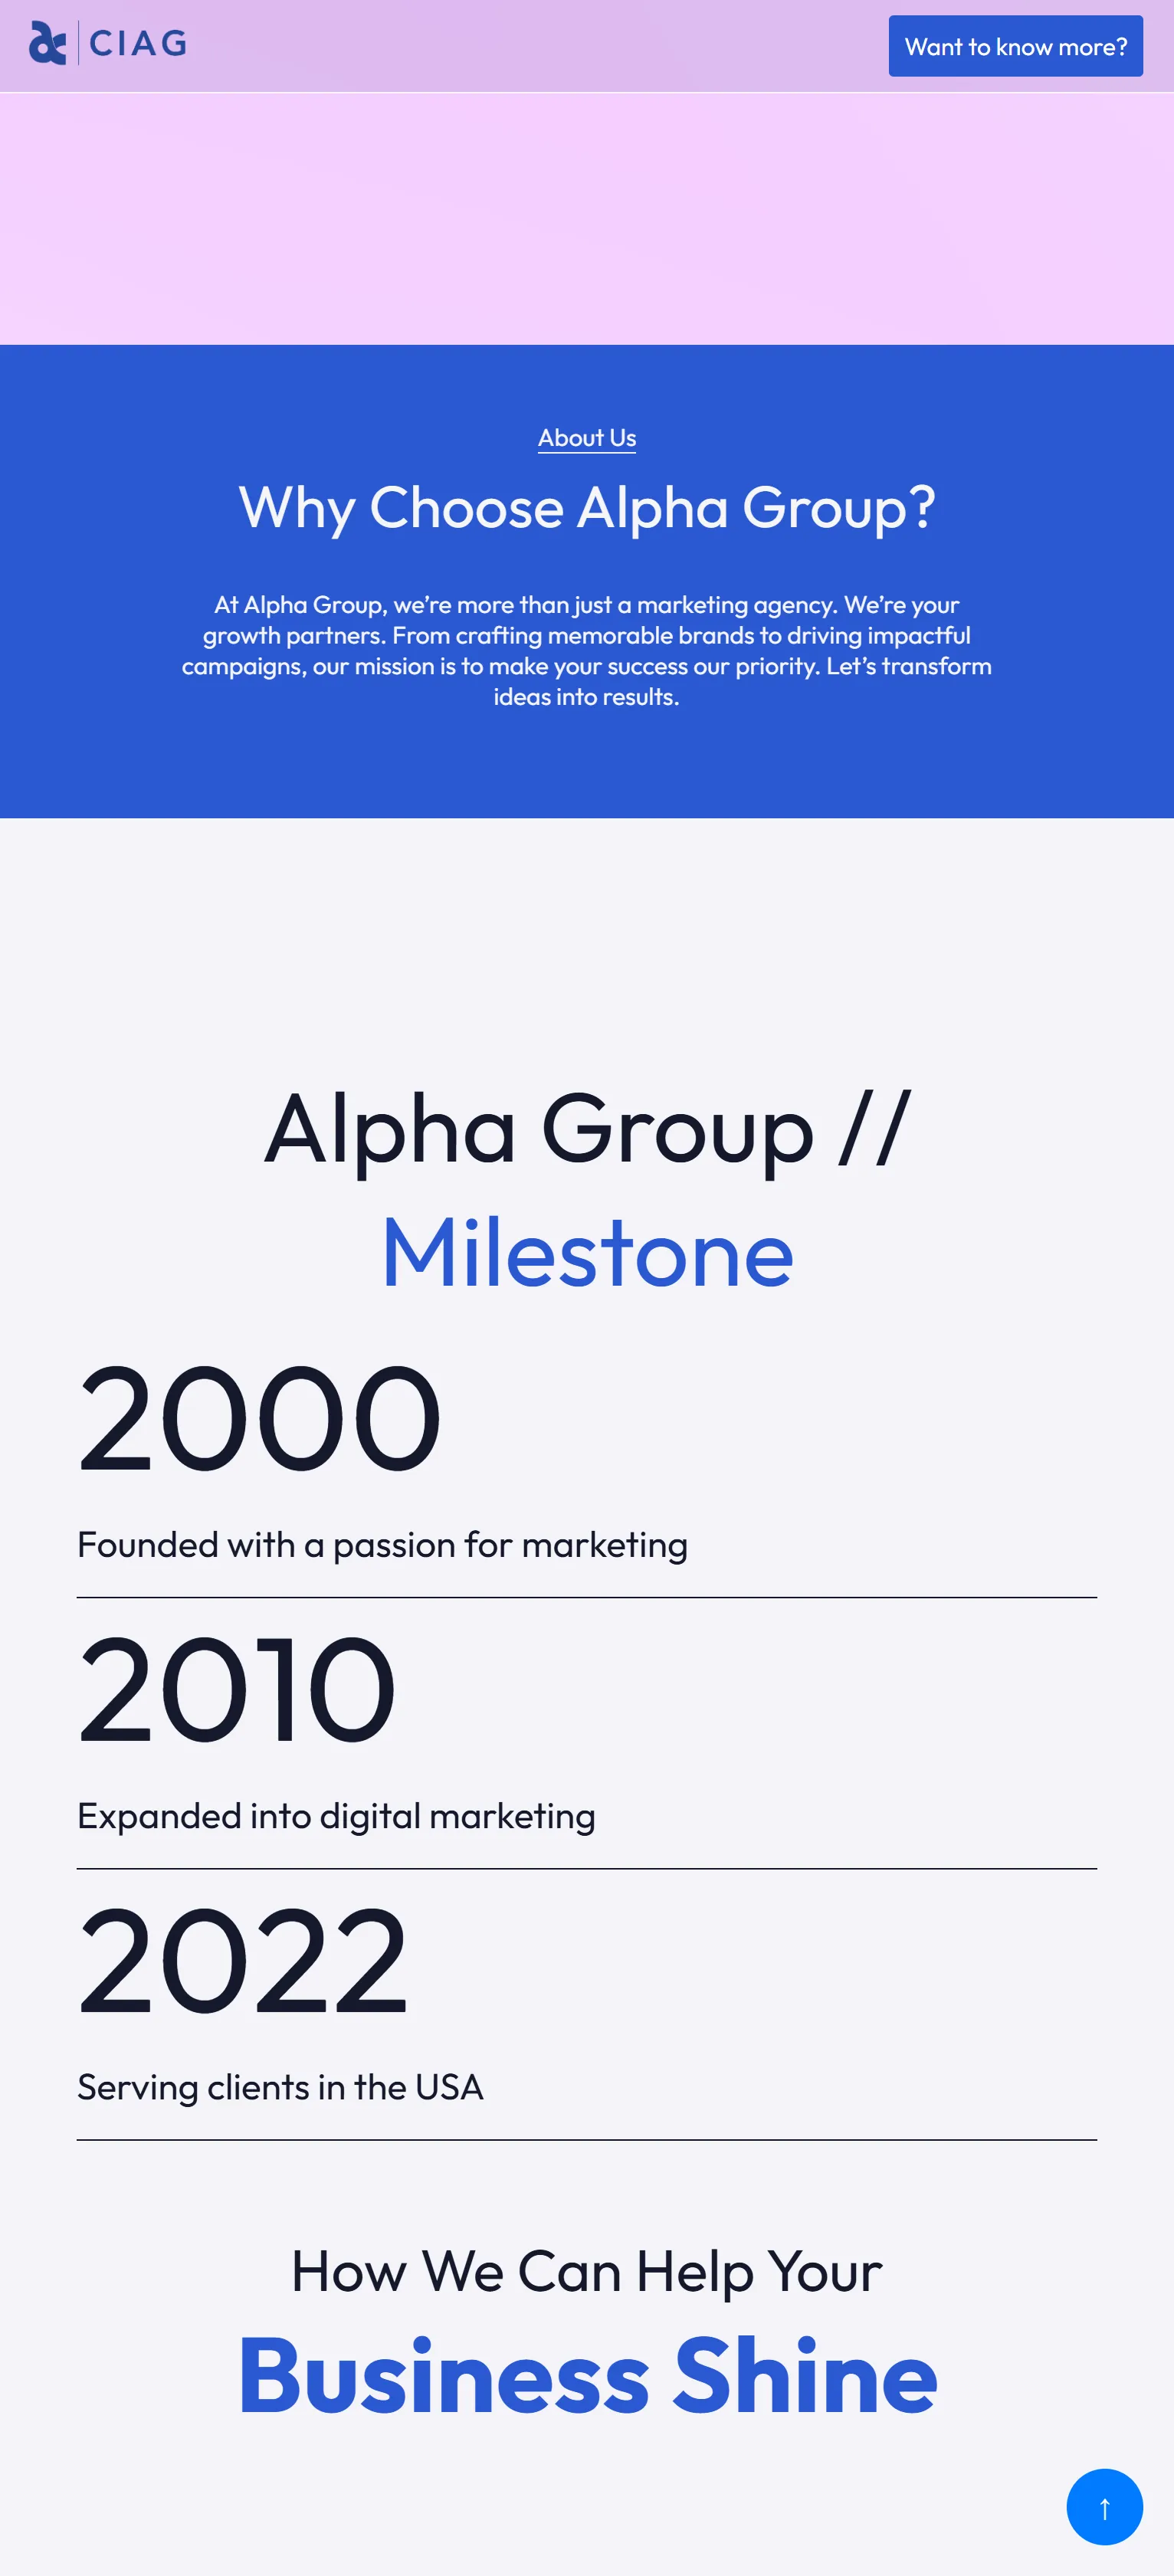 CIAG
Want to know more?
About Us
Why Choose Alpha Group?
At Alpha Group, we’re more than just a marketing agency. We’re your
growth partners. From crafting memorable brands to driving impactful
campaigns, our mission is to make your success our priority. Let’s transform
ideas into results.
Alpha Group //
Milestone
2000
Founded with a passion for marketing
2010
Expanded into digital marketing
2022
Serving clients in the USA
How We Can Help Your
Business Shine
↑